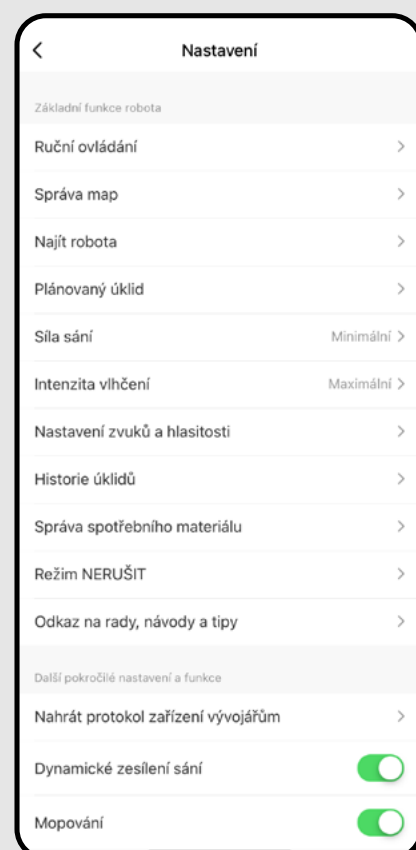 Nastavení
Základní funkce robota
Ruční ovládání
Správa map
Najít robota
Plánovaný úklid
Síla sání Minimální
Intenzita vlhčení Maximální
Nastavení zvuků a hlasitosti
Historie úklidů
Správa spotřebního materiálu
Režim NERUŠIT
Odkaz na rady, návody a tipy
Další pokročilé nastavení a funkce
Nahrát protokol zařízení vývojářům
Dynamické zesílení sání
Mopování